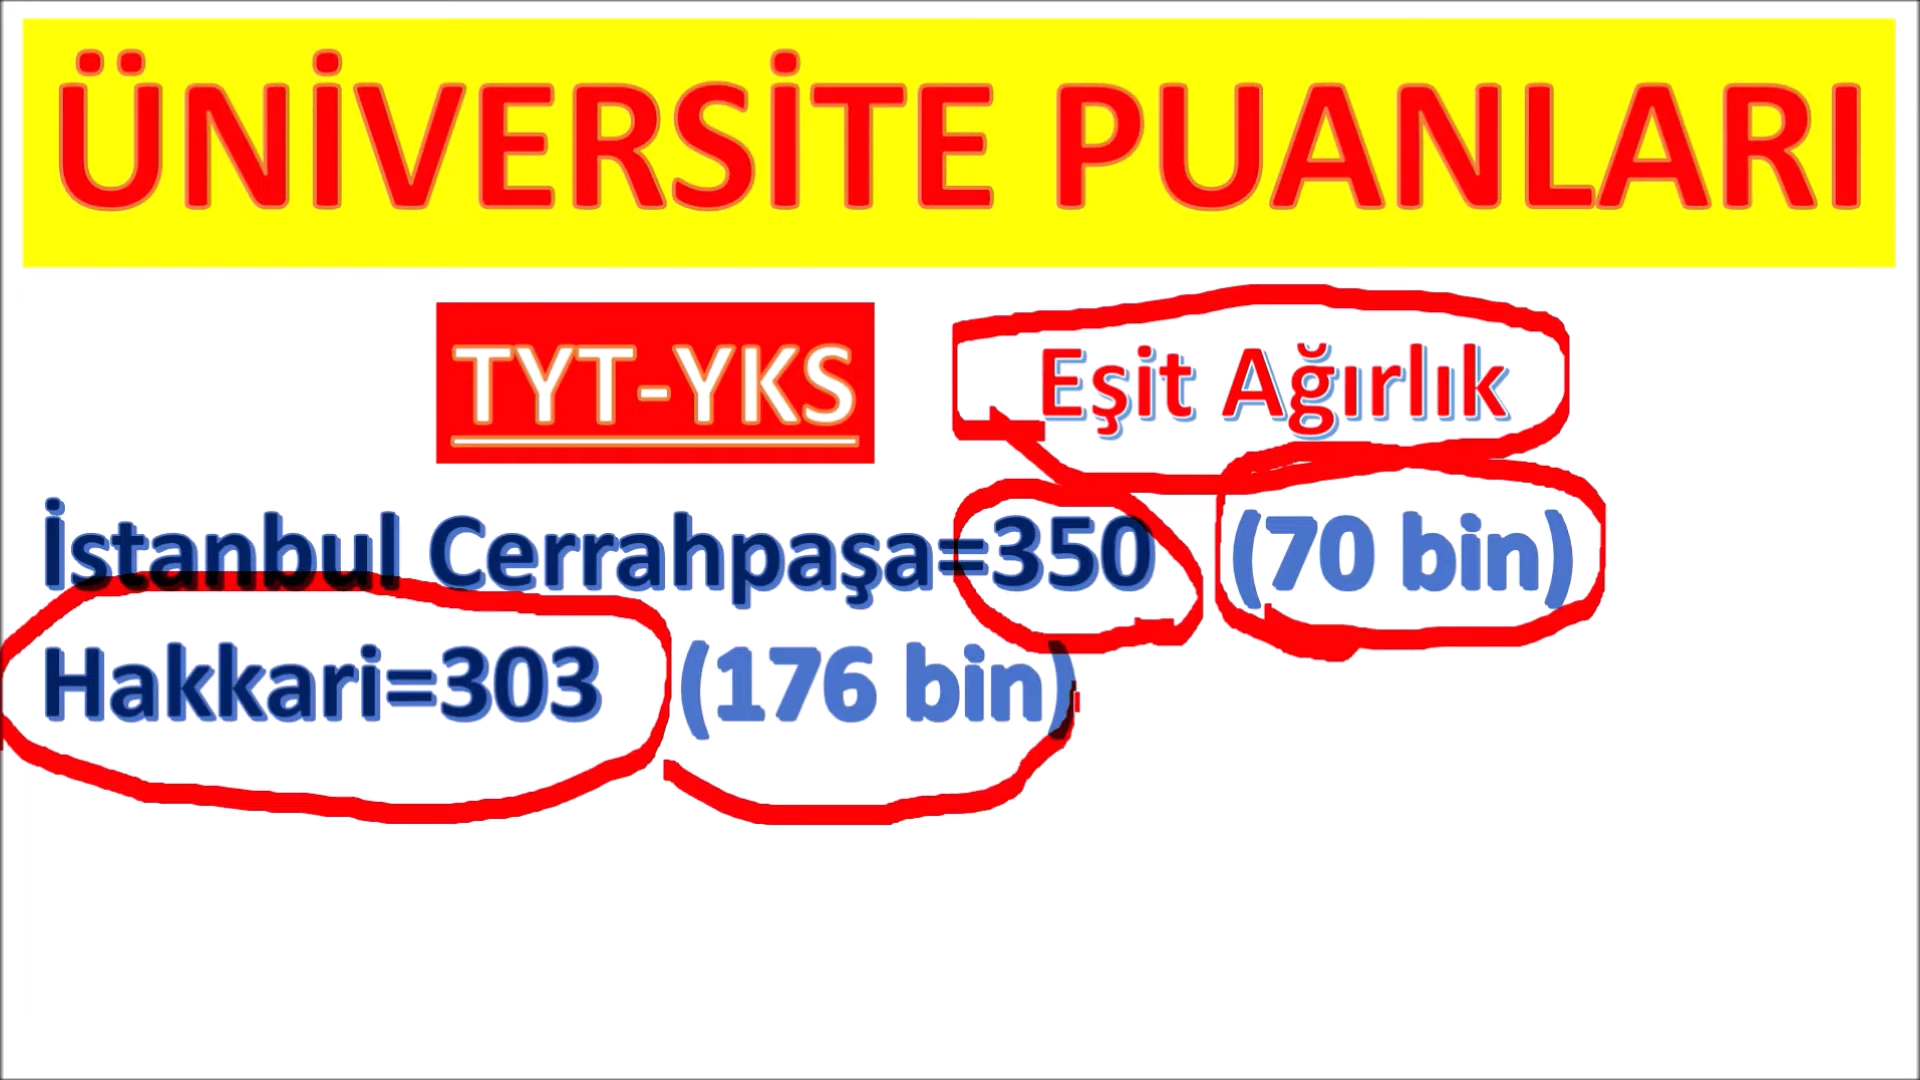 ÜNİVERSİTE PUANLARI
TYT-YKS Eşit Ağırlık
İstanbul Cerrahpaşa=350 (70 bin)
Hakkari=303 (176 bin)